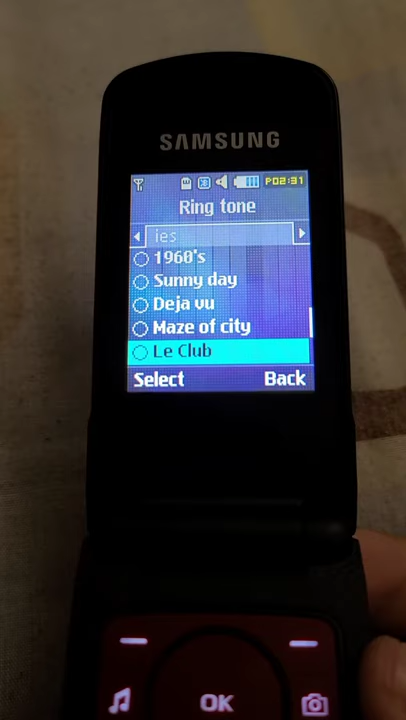 SAMSUNG
P02:31
Ring tone
ies
1960's
Sunny day
Deja vu
Maze of city
Le Club
Select Back
OK